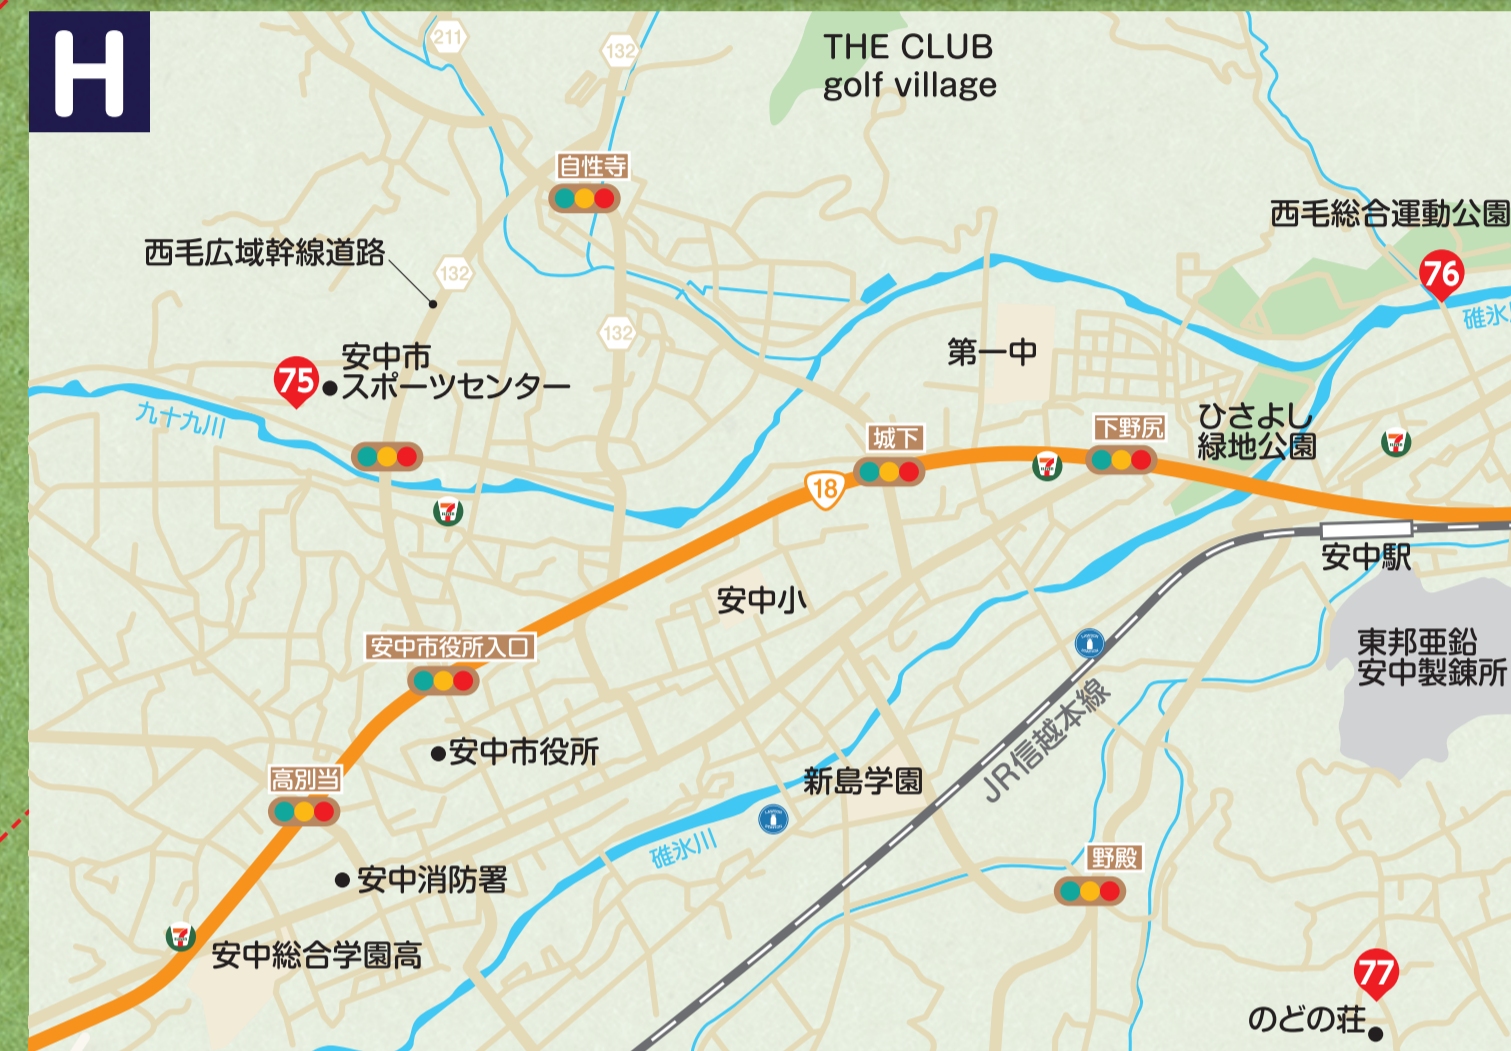 H
211
132
THE CLUB
golf village
自性寺
西毛総合運動公園
西毛広域幹線道路
132
76
碓氷
132
安中市
スポーツセンター
75
第一中
九十九川
ひさよし
緑地公園
城下
下野尻
7
7
18
7
安中駅
安中小
東邦亜鉛
安中製錬所
安中市役所入口
JR信越本線
安中市役所
高別当
新島学園
碓氷川
野殿
安中消防署
7
安中総合学園高
77
のどの荘